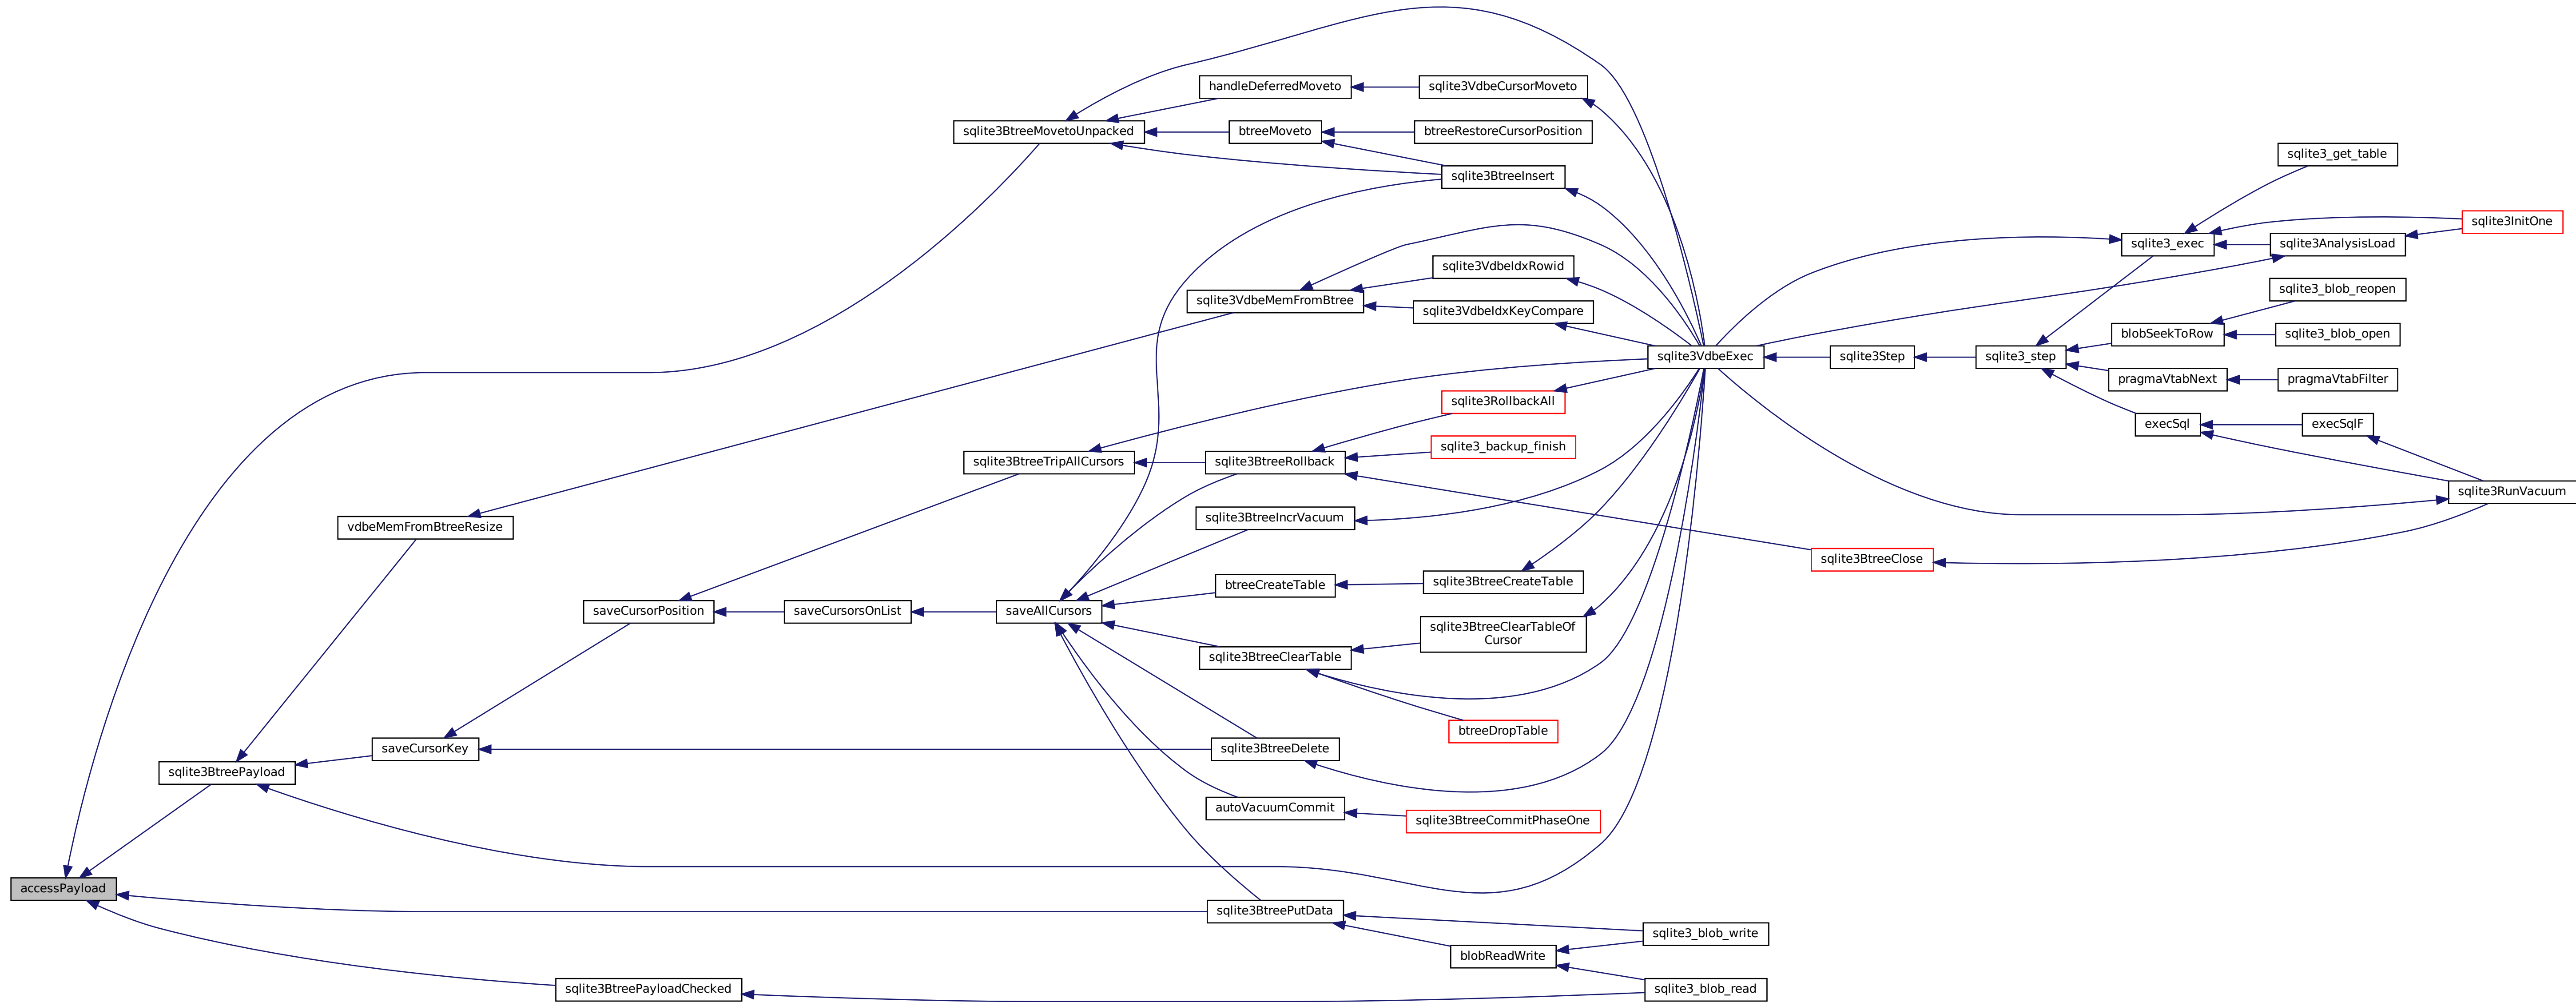 handleDeferredMoveto
sqlite3VdbeCursorMoveto
sqlite3BtreeMovetoUnpacked
btreeMoveto
btreeRestoreCursorPosition
sqlite3_get_table
sqlite3BtreeInsert
sqlite3InitOne
sqlite3_exec
sqlite3AnalysisLoad
sqlite3VdbeIdxRowid
sqlite3_blob_reopen
sqlite3VdbeMemFromBtree
sqlite3VdbeIdxKeyCompare
blobSeekToRow
sqlite3_blob_open
sqlite3VdbeExec
sqlite3Step
sqlite3_step
pragmaVtabNext
pragmaVtabFilter
sqlite3RollbackAll
execSql
execSqlF
sqlite3_backup_finish
sqlite3BtreeTripAllCursors
sqlite3BtreeRollback
sqlite3RunVacuum
sqlite3BtreeIncrVacuum
vdbeMemFromBtreeResize
sqlite3BtreeClose
btreeCreateTable
sqlite3BtreeCreateTable
saveCursorPosition
saveCursorsOnList
saveAllCursors
sqlite3BtreeClearTableOf
Cursor
sqlite3BtreeClearTable
btreeDropTable
saveCursorKey
sqlite3BtreeDelete
sqlite3BtreePayload
autoVacuumCommit
sqlite3BtreeCommitPhaseOne
accessPayload
sqlite3BtreePutData
sqlite3_blob_write
blobReadWrite
sqlite3BtreePayloadChecked
sqlite3_blob_read